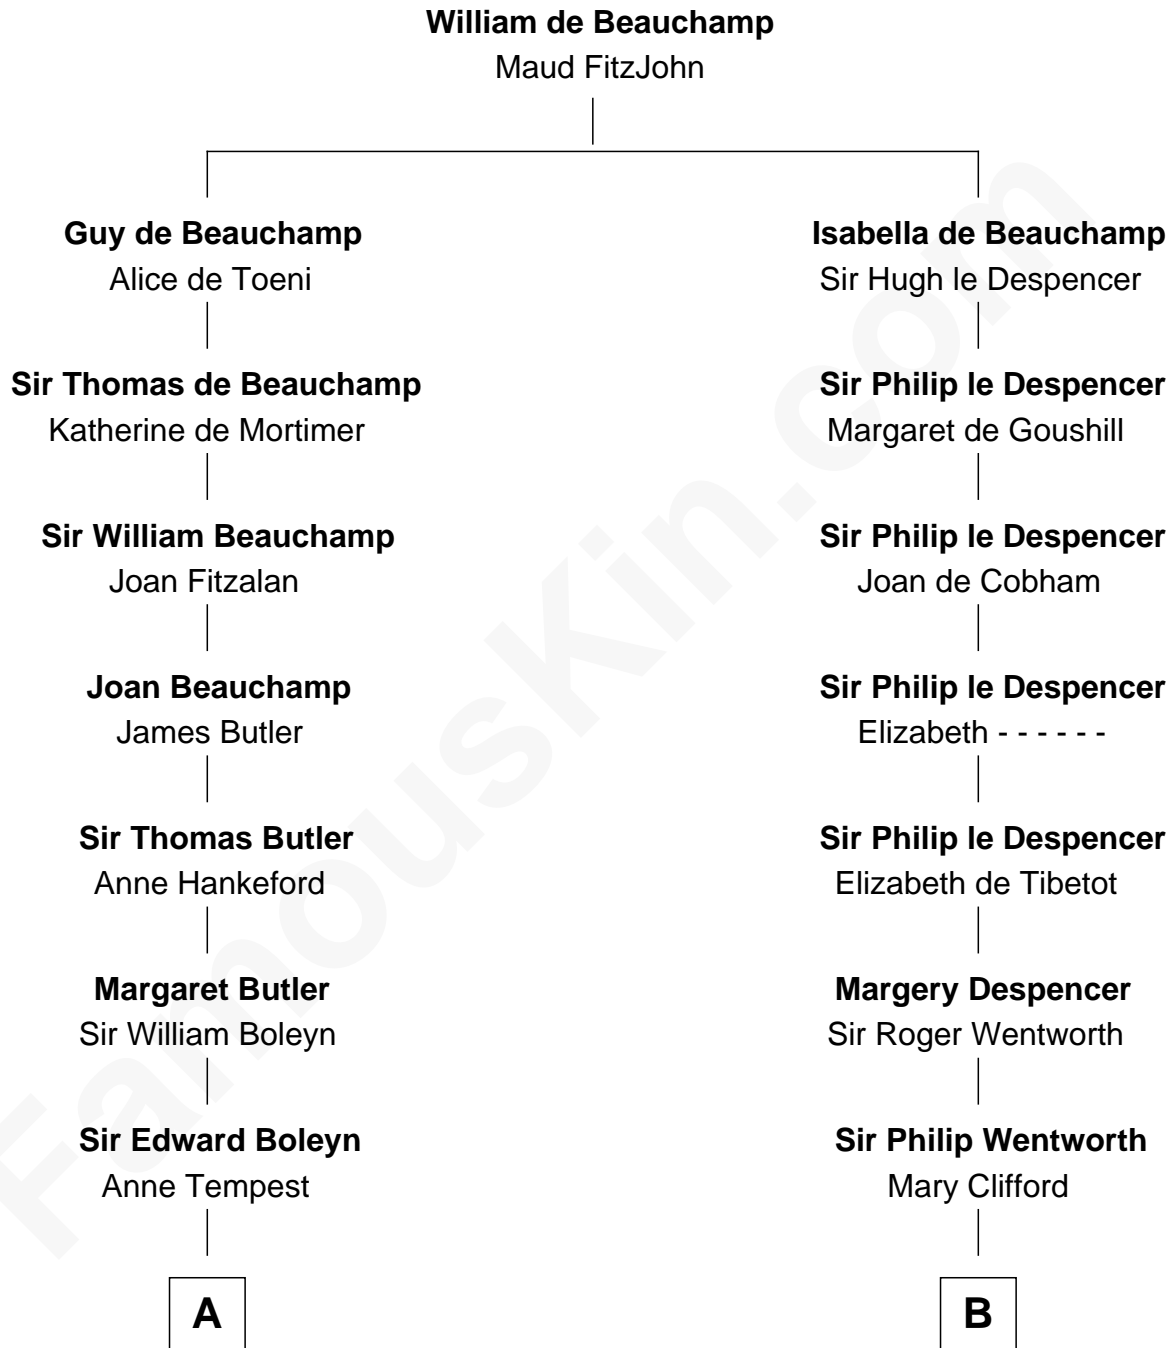 William de Beauchamp
Maud FitzJohn
Guy de Beauchamp
Alice de Toeni
Isabella de Beauchamp
Sir Hugh le Despencer
Sir Thomas de Beauchamp
Katherine de Mortimer
Sir Philip le Despencer
Margaret de Goushill
Sir William Beauchamp
Joan Fitzalan
Sir Philip le Despencer
Joan de Cobham
Joan Beauchamp
James Butler
Sir Philip le Despencer
Elizabeth - - - - - -
Sir Thomas Butler
Anne Hankeford
Sir Philip le Despencer
Elizabeth de Tibetot
Margaret Butler
Sir William Boleyn
Margery Despencer
Sir Roger Wentworth
Sir Edward Boleyn
Anne Tempest
Sir Philip Wentworth
Mary Clifford
A
B
FamousKin.com